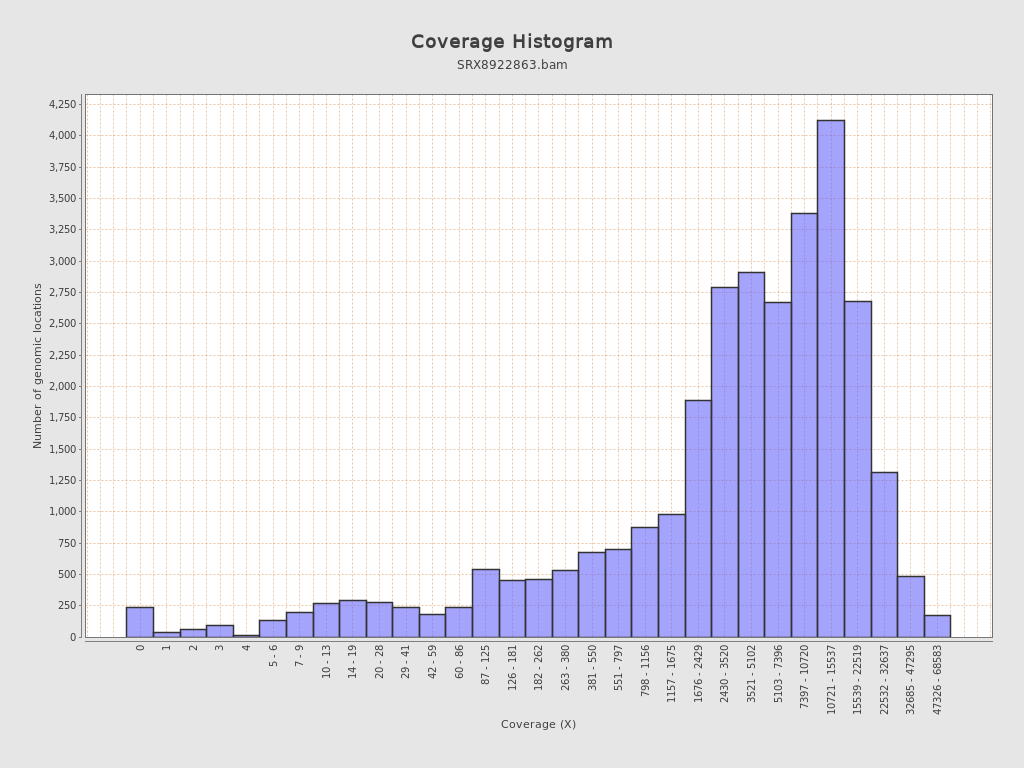 Coverage Histogram
SRX8922863.bam
Number of genomic locations
4,250
4,000
3,750
3,500
3,250
3,000
2,750
2,500
2,250
2,000
1,750
1,500
1,250
1,000
750
500
250
0
0
1
2
3
4
5 - 6
7 - 9
10 - 13
14 - 19
20 - 28
29 - 41
42 - 59
60 - 86
87 - 125
126 - 181
182 - 262
263 - 380
381 - 550
551 - 797
798 - 1156
1157 - 1675
1676 - 2429
2430 - 3520
3521 - 5102
5103 - 7396
7397 - 10720
10721 - 15537
15539 - 22519
22532 - 32637
32685 - 47295
47326 - 68583
Coverage (X)